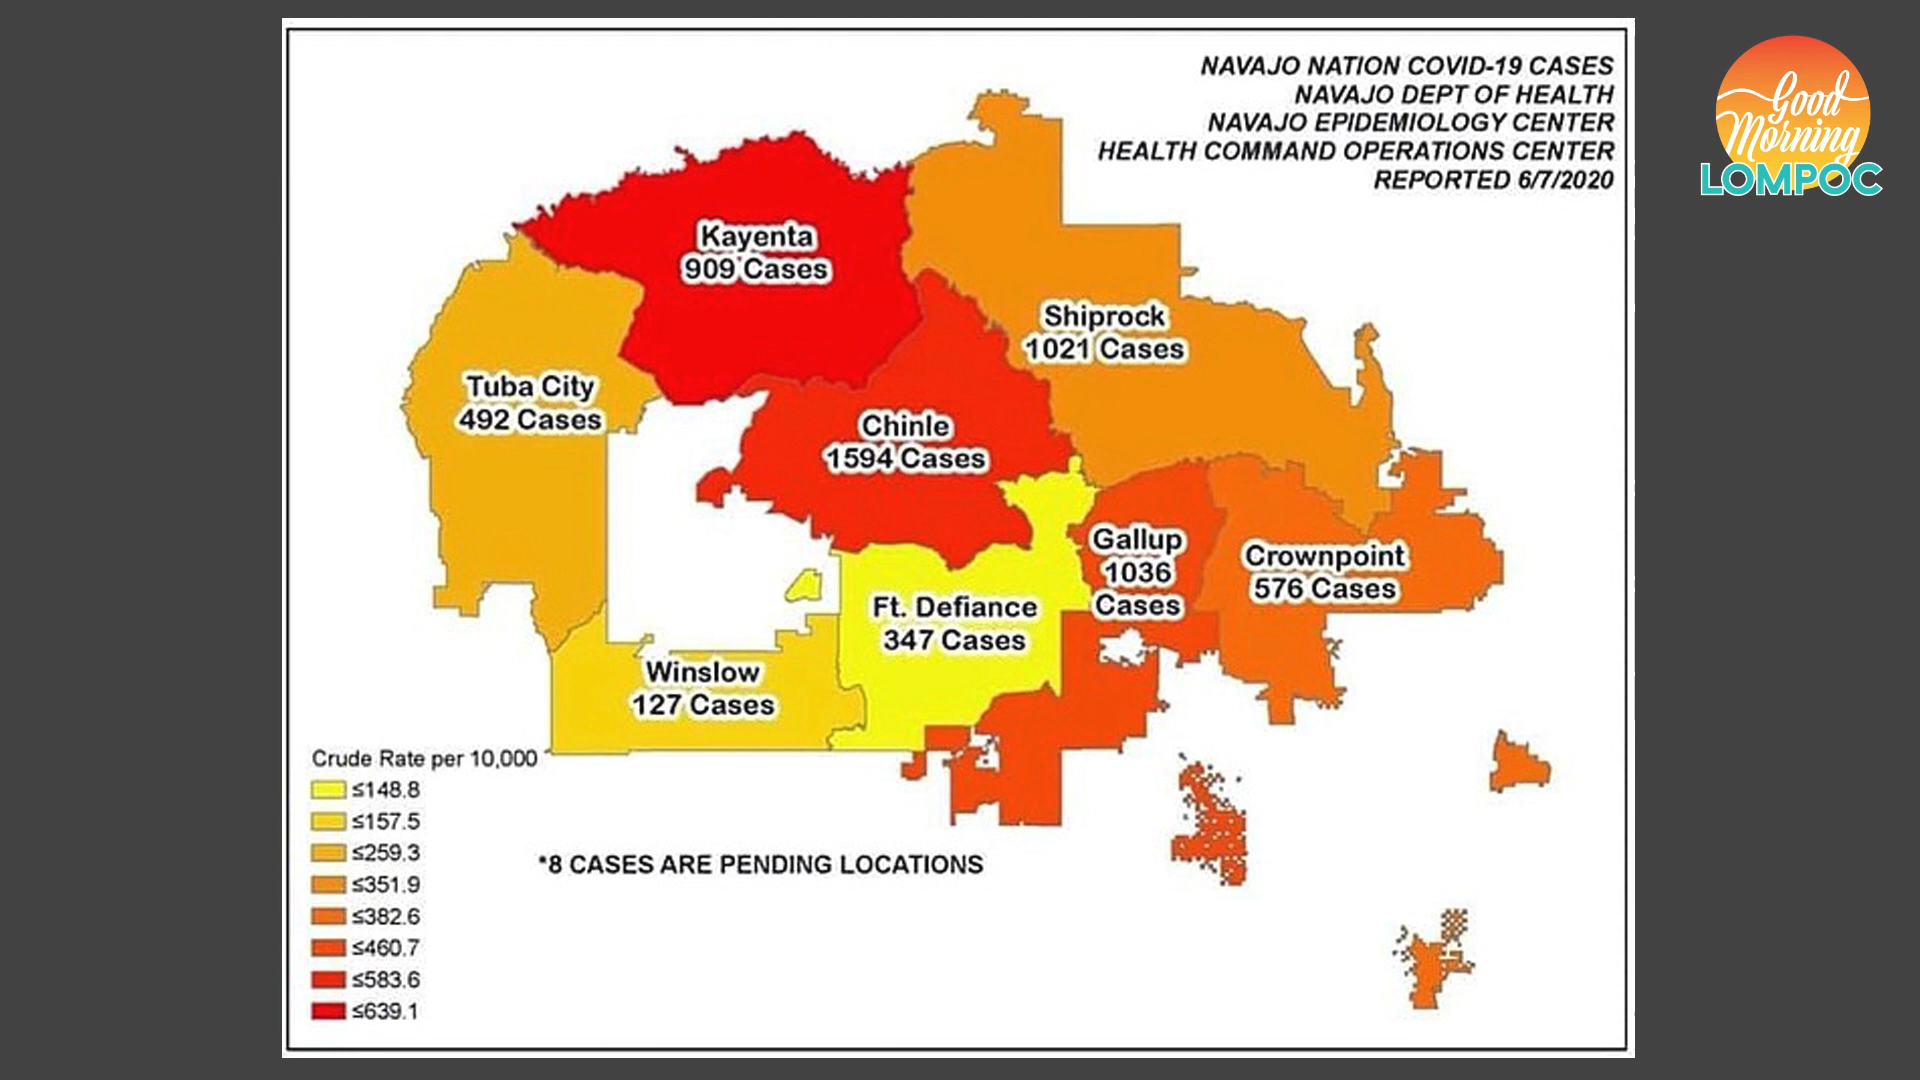 NAVAJO NATION COVID-19 CASES
NAVAJO DEPT OF HEALTH
NAVAJO EPIDEMIOLOGY CENTER
HEALTH COMMAND OPERATIONS CENTER
REPORTED 6/7/2020
Good
Morning
LOMPOC
Kayenta
909 Cases
Shiprock
1021 Cases
Tuba City
492 Cases
Chinle
1594 Cases
Gallup
1036
Cases
Crownpoint
576 Cases
Ft. Defiance
347 Cases
Winslow
127 Cases
Crude Rate per 10,000
≤148.8
≤157.5
≤259.3
≤351.9
≤382.6
≤460.7
≤583.6
≤639.1
*8 CASES ARE PENDING LOCATIONS